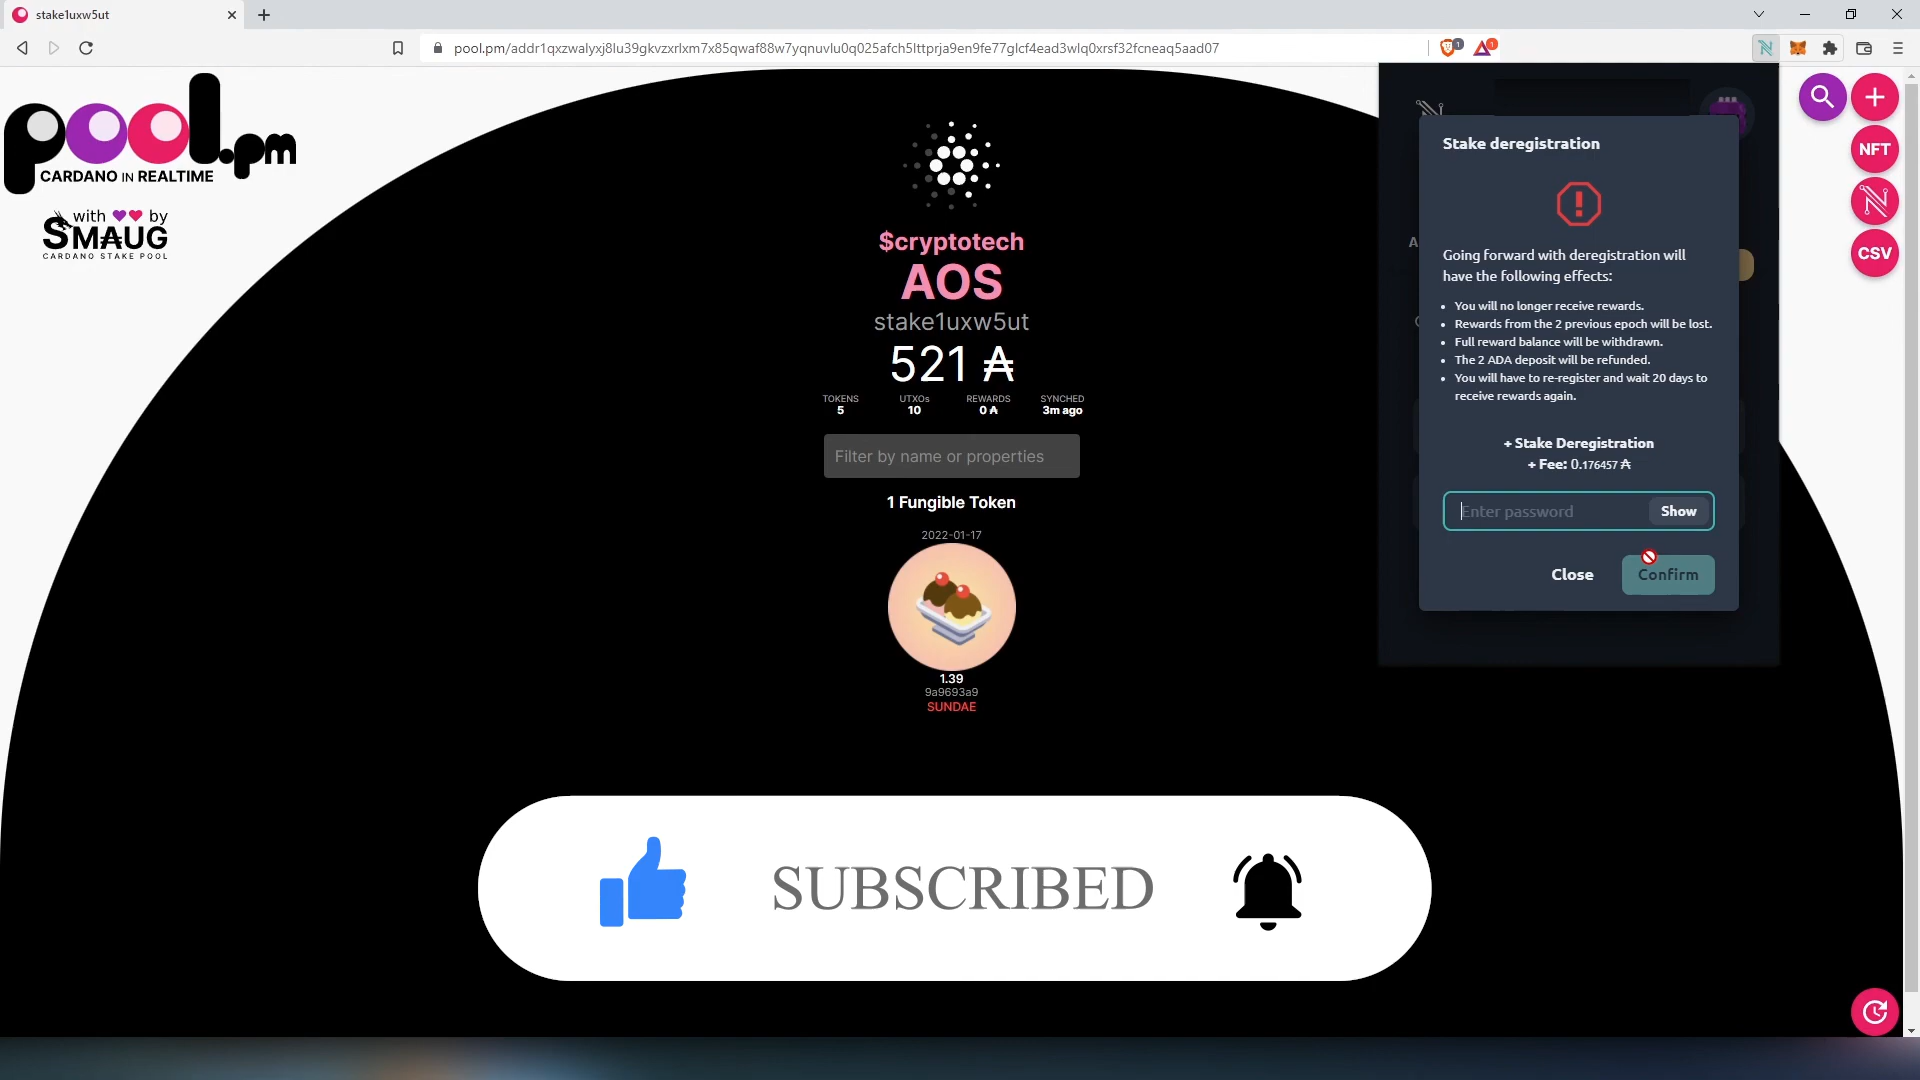 stake1uxw5ut
pool.pm/addr1qxzwalyxj8lu39gkvzxrlxm7x85qwaf88w7yqnuvlu0q025afch5lttprja9en9fe77glcf4ead3wlq0xrsf32fcneaq5aad07
1
1
pool.pm
CARDANO IN REALTIME
with by
SMAUG
CARDANO STAKE POOL
$cryptotech
AOS
stake1uxw5ut
521 ₳
TOKENS
5
UTXOs
10
REWARDS
0 ₳
SYNCHED
3m ago
Filter by name or properties
1 Fungible Token
2022-01-17
1.39
9a9693a9
SUNDAE
Stake deregistration
Going forward with deregistration will
have the following effects:
You will no longer receive rewards.
Rewards from the 2 previous epoch will be lost.
Full reward balance will be withdrawn.
The 2 ADA deposit will be refunded.
You will have to re-register and wait 20 days to
receive rewards again.
+ Stake Deregistration
+ Fee: 0.176457 ₳
Enter password
Show
Close
Confirm
NFT
CSV
SUBSCRIBED